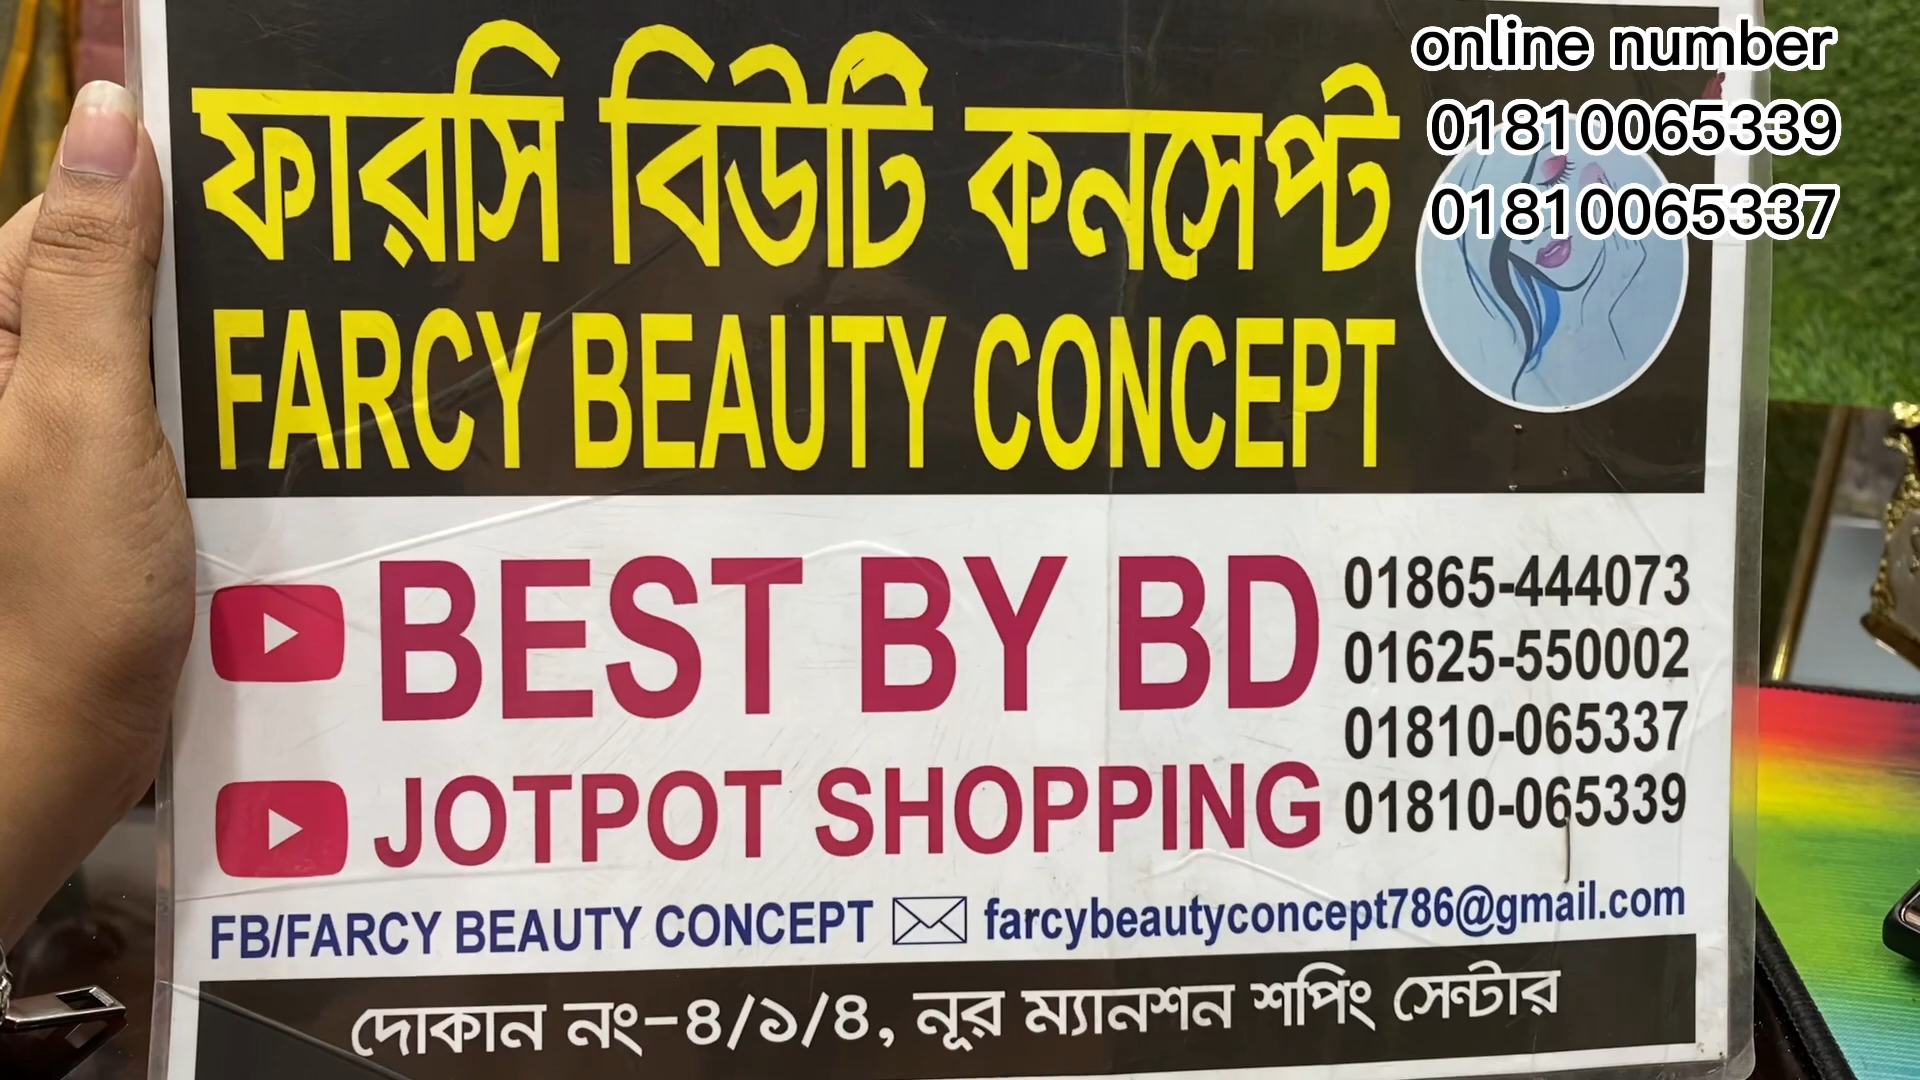 online number
01810065339
01810065337
ফারসি বিউটি কনসেপ্ট
FARCY BEAUTY CONCEPT
BEST BY BD
JOTPOT SHOPPING
01865-444073
01625-550002
01810-065337
01810-065339
FB/FARCY BEAUTY CONCEPT farcybeautyconcept786@gmail.com
দোকান নং-৪/১/৪, নূর ম্যানশন শপিং সেন্টার